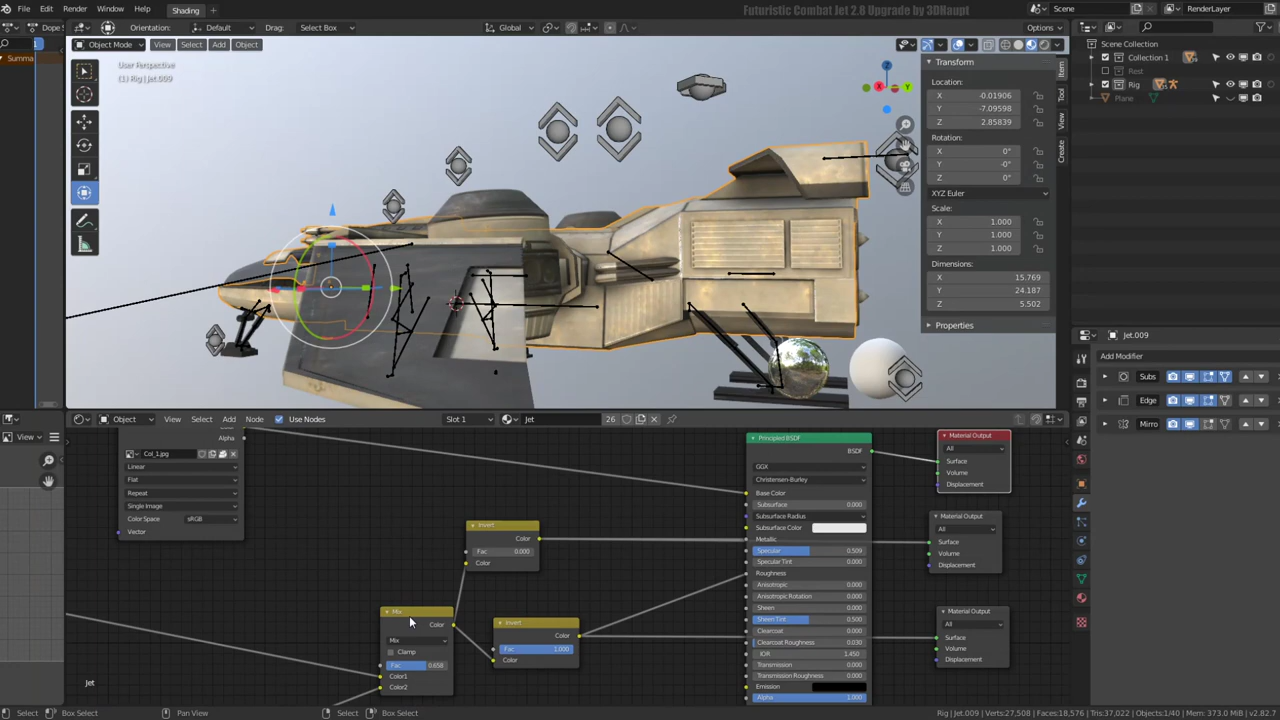 File Edit Render Window Help Shading + Futuristic Combat Jet 2.8 Upgrade by 3DHaupt Scene RenderLayer
Dope S Orientation: Default Drag: Select Box Global Options
1 Object Mode View Select Add Object
Summa
User Perspective
(1) Rig | Jet.009
Z
X
Y
Transform
Location:
X -0.01906
Y -7.09598
Z 2.85839
Rotation:
X 0°
Y -0°
Z 0°
XYZ Euler
Scale:
X 1.000
Y 1.000
Z 1.000
Dimensions:
X 15.769
Y 24.187
Z 5.502
Properties
Item
Tool
View
Create
Scene Collection
Collection 1
Rest
Rig
Plane
Jet.009
Add Modifier
Subs
Edge
Mirro
Object View Select Add Node Use Nodes Slot 1 Jet 26
View
Alpha
Col_1.jpg
Linear
Flat
Repeat
Single Image
Color Space sRGB
Vector
Invert
Color
Fac 0.000
Color
Mix
Color
Mix
Clamp
Fac 0.658
Color1
Color2
Invert
Color
Fac 1.000
Color
Principled BSDF
BSDF
GGX
Christensen-Burley
Base Color
Subsurface 0.000
Subsurface Radius
Subsurface Color
Metallic
Specular 0.509
Specular Tint 0.000
Roughness
Anisotropic 0.000
Anisotropic Rotation 0.000
Sheen 0.000
Sheen Tint 0.500
Clearcoat 0.000
Clearcoat Roughness 0.030
IOR 1.450
Transmission 0.000
Transmission Roughness 0.000
Emission
Alpha 1.000
Material Output
All
Surface
Volume
Displacement
Material Output
All
Surface
Volume
Displacement
Material Output
All
Surface
Volume
Displacement
Jet
Select Box Select Pan View Select Box Select Rig | Jet.009 | Verts:27,508 | Faces:18,576 | Tris:37,022 | Objects:1/40 | Mem: 373.0 MiB | v2.82.7